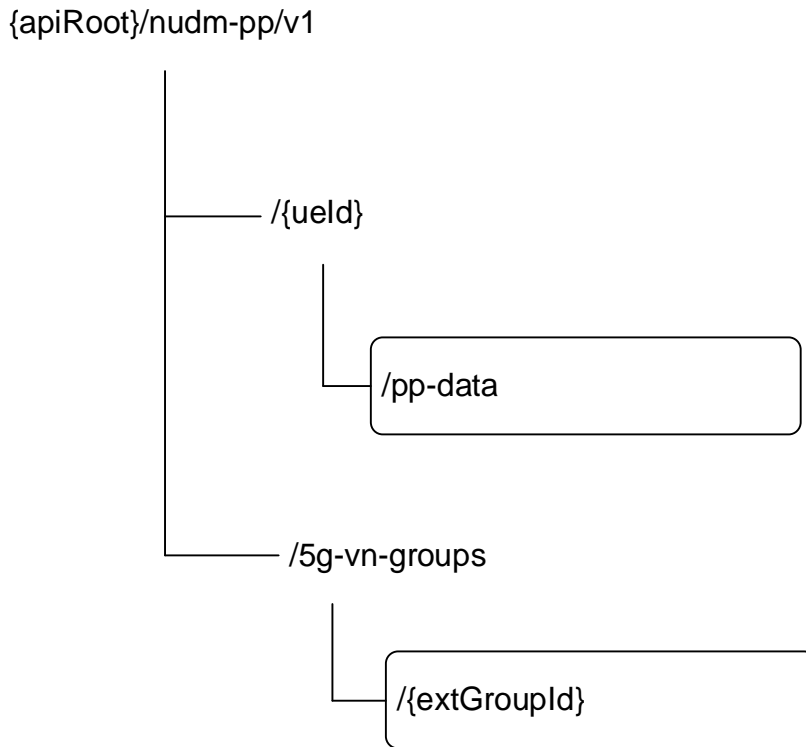 {apiRoot}/nudm-pp/v1
/{ueId}
/pp-data
/5g-vn-groups
/{extGroupId}